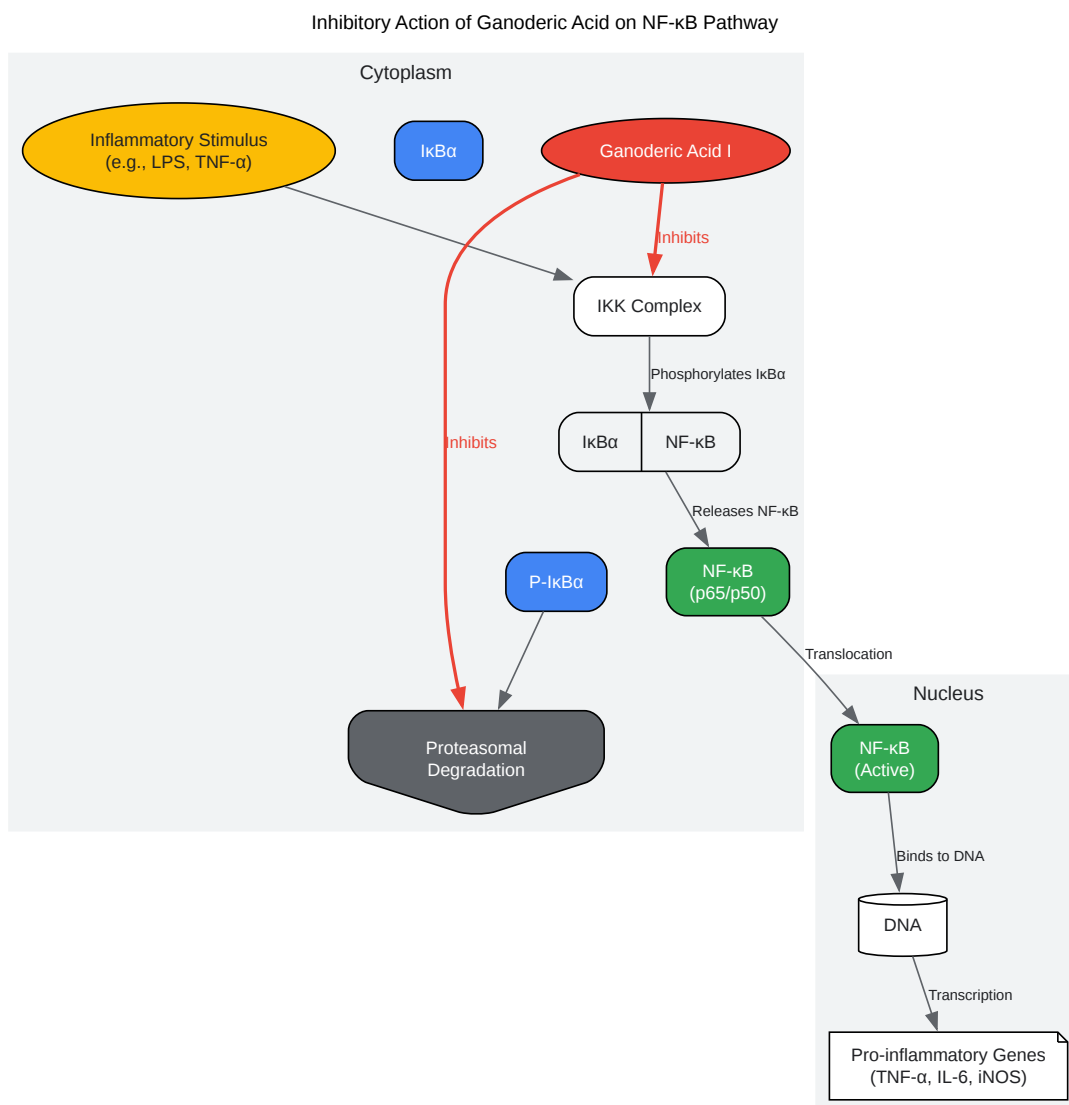 Inhibitory Action of Ganoderic Acid on NF-κB Pathway
Cytoplasm
Inflammatory Stimulus
(e.g., LPS, TNF-α)
IκBα
Ganoderic Acid I
Inhibits
IKK Complex
Phosphorylates IκBα
IκBα
NF-κB
Inhibits
Releases NF-κB
P-IκBα
NF-κB
(p65/p50)
Translocation
Nucleus
Proteasomal
Degradation
NF-κB
(Active)
Binds to DNA
DNA
Transcription
Pro-inflammatory Genes
(TNF-α, IL-6, iNOS)